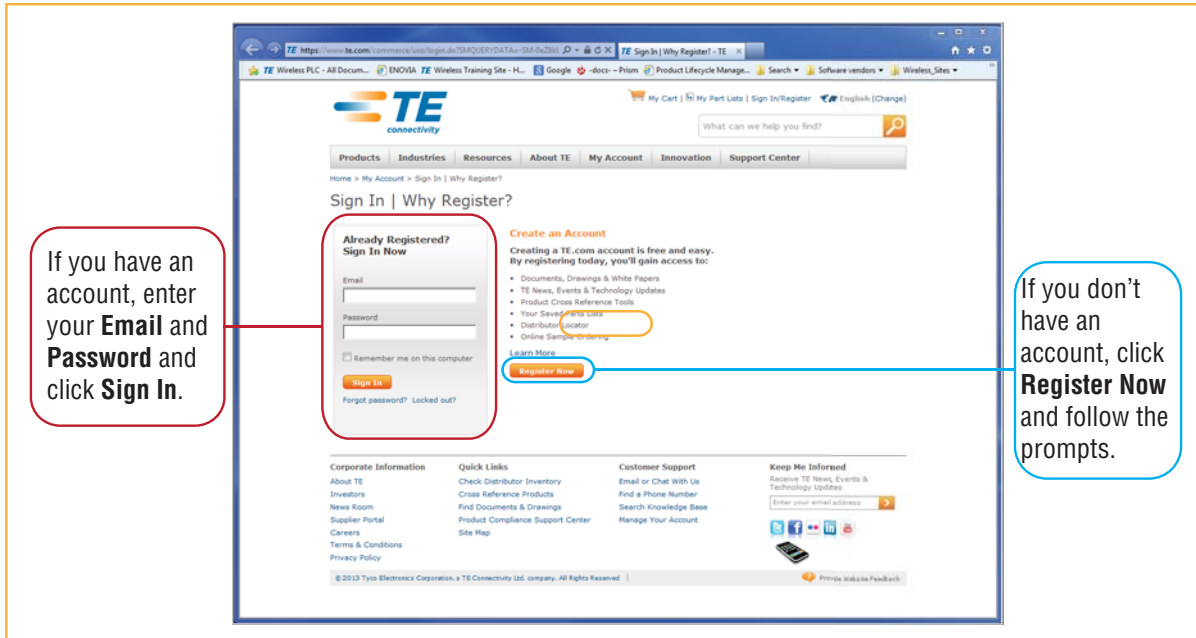 TE https://www.te.com/commerce/uso/login.do?SMQUERYDATA=-SM-
TE Sign In | Why Register? - TE
TE Wireless PLC - All Docum...
ENOVIA
TE Wireless Training Site - H...
Google
-docs- – Prism
Product Lifecycle Manage...
Search
Software vendors
Wireless_Sites
TE
connectivity
My Cart | My Part Lists | Sign In/Register English (Change)
What can we help you find?
Products Industries Resources About TE My Account Innovation Support Center
Home > My Account > Sign In | Why Register?
Sign In | Why Register?
Already Registered?
Sign In Now
Email
Password
Remember me on this computer
Sign In
Forgot password? Locked out?
Create an Account
Creating a TE.com account is free and easy.
By registering today, you'll gain access to:
• Documents, Drawings & White Papers
• TE News, Events & Technology Updates
• Product Cross Reference Tools
• Your Saved Parts Lists
• Distributor Locator
• Online Sample Ordering
Learn More
Register Now
If you have an
account, enter
your Email and
Password and
click Sign In.
If you don’t
have an
account, click
Register Now
and follow the
prompts.
Corporate Information
About TE
Investors
News Room
Supplier Portal
Careers
Terms & Conditions
Privacy Policy
Quick Links
Check Distributor Inventory
Cross Reference Products
Find Documents & Drawings
Product Compliance Support Center
Site Map
Customer Support
Email or Chat With Us
Find a Phone Number
Search Knowledge Base
Manage Your Account
Keep Me Informed
Receive TE News, Events &
Technology Updates
Enter your email address
© 2013 Tyco Electronics Corporation, a TE Connectivity Ltd. company. All Rights Reserved
Provide Website Feedback